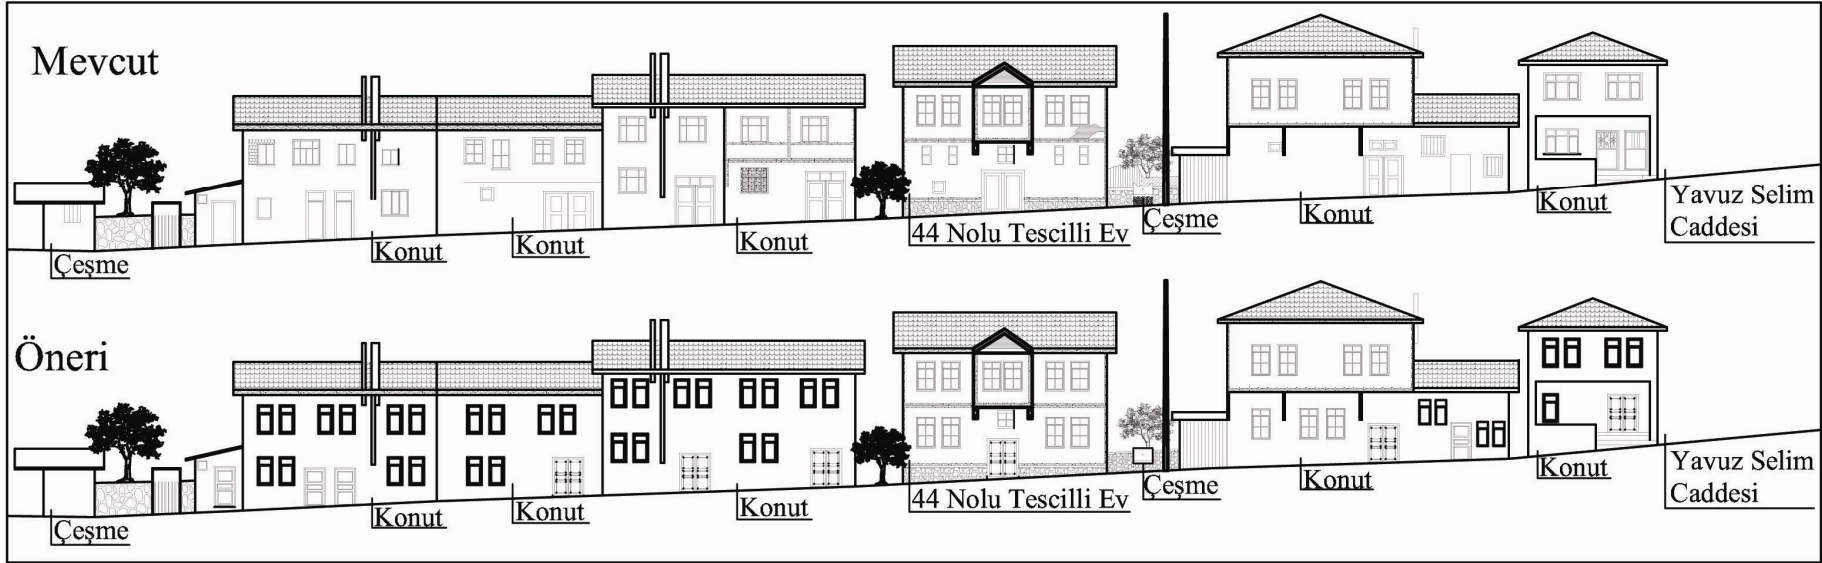 Mevcut
Çeşme
Konut
Konut
Konut
44 Nolu Tescilli Ev
Çeşme
Konut
Konut
Yavuz Selim
Caddesi
Öneri
Çeşme
Konut
Konut
Konut
44 Nolu Tescilli Ev
Çeşme
Konut
Konut
Yavuz Selim
Caddesi